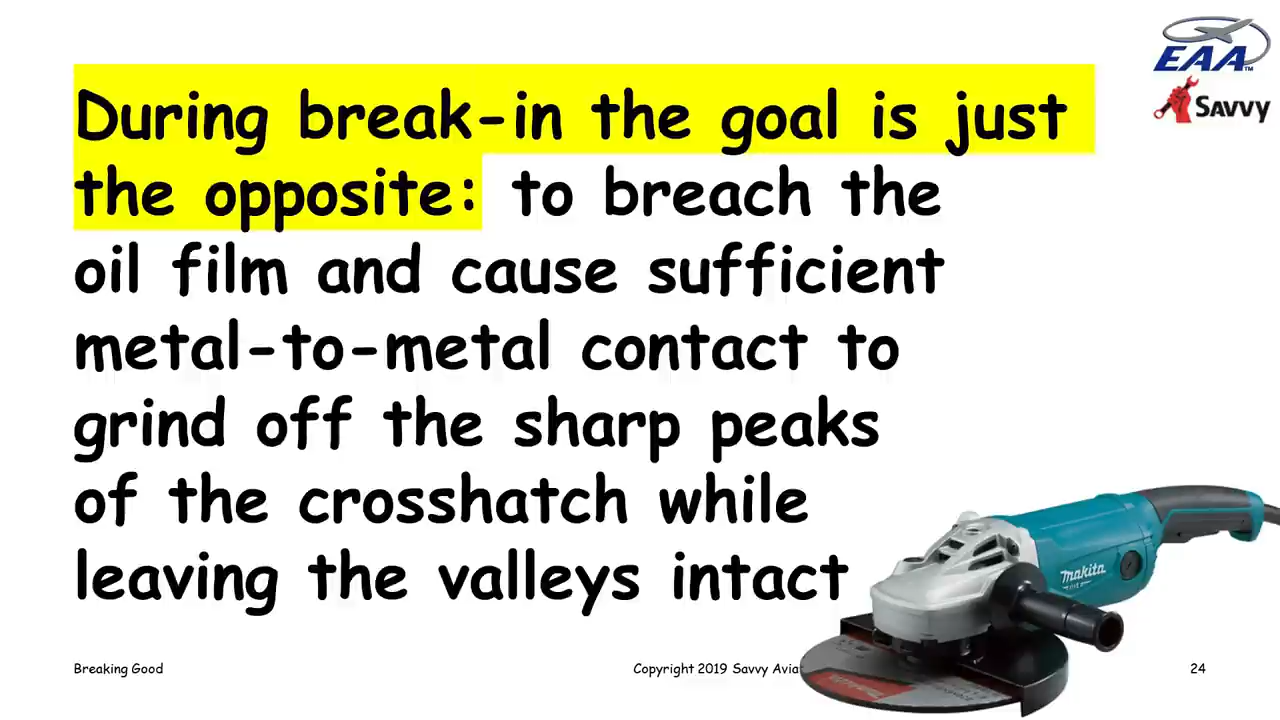 EAA
Savvy
During break-in the goal is just
the opposite: to breach the
oil film and cause sufficient
metal-to-metal contact to
grind off the sharp peaks
of the crosshatch while
leaving the valleys intact
makita
Breaking Good
Copyright 2019 Savvy
24